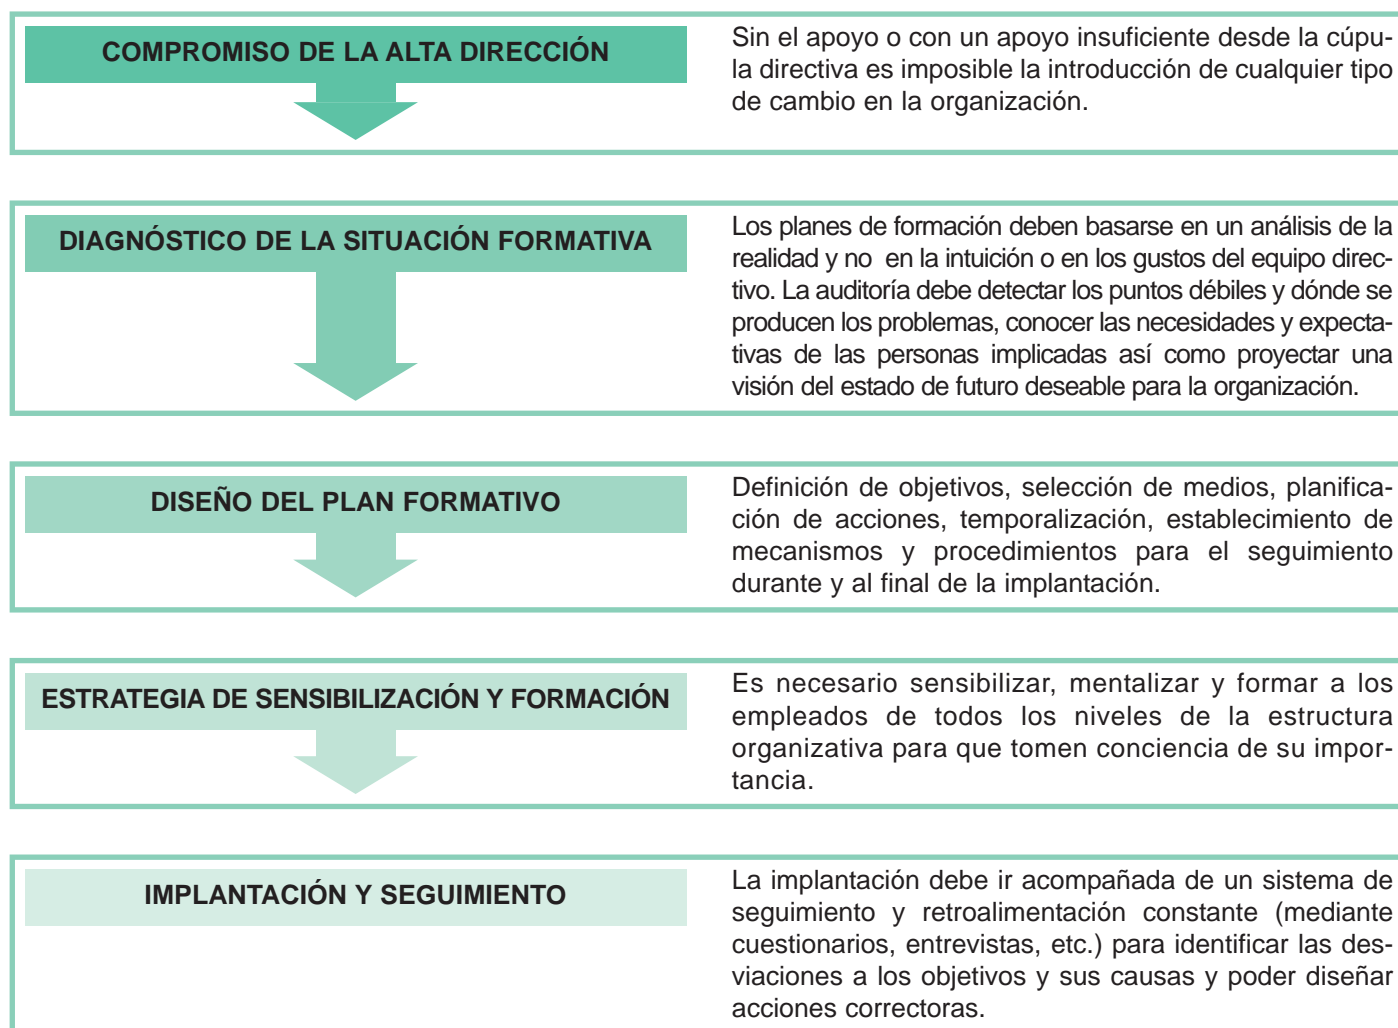 COMPROMISO DE LA ALTA DIRECCIÓN
Sin el apoyo o con un apoyo insuficiente desde la cúpu-
la directiva es imposible la introducción de cualquier tipo
de cambio en la organización.
DIAGNÓSTICO DE LA SITUACIÓN FORMATIVA
Los planes de formación deben basarse en un análisis de la
realidad y no en la intuición o en los gustos del equipo direc-
tivo. La auditoría debe detectar los puntos débiles y dónde se
producen los problemas, conocer las necesidades y expecta-
tivas de las personas implicadas así como proyectar una
visión del estado de futuro deseable para la organización.
DISEÑO DEL PLAN FORMATIVO
Definición de objetivos, selección de medios, planifica-
ción de acciones, temporalización, establecimiento de
mecanismos y procedimientos para el seguimiento
durante y al final de la implantación.
ESTRATEGIA DE SENSIBILIZACIÓN Y FORMACIÓN
Es necesario sensibilizar, mentalizar y formar a los
empleados de todos los niveles de la estructura
organizativa para que tomen conciencia de su impor-
tancia.
IMPLANTACIÓN Y SEGUIMIENTO
La implantación debe ir acompañada de un sistema de
seguimiento y retroalimentación constante (mediante
cuestionarios, entrevistas, etc.) para identificar las des-
viaciones a los objetivos y sus causas y poder diseñar
acciones correctoras.